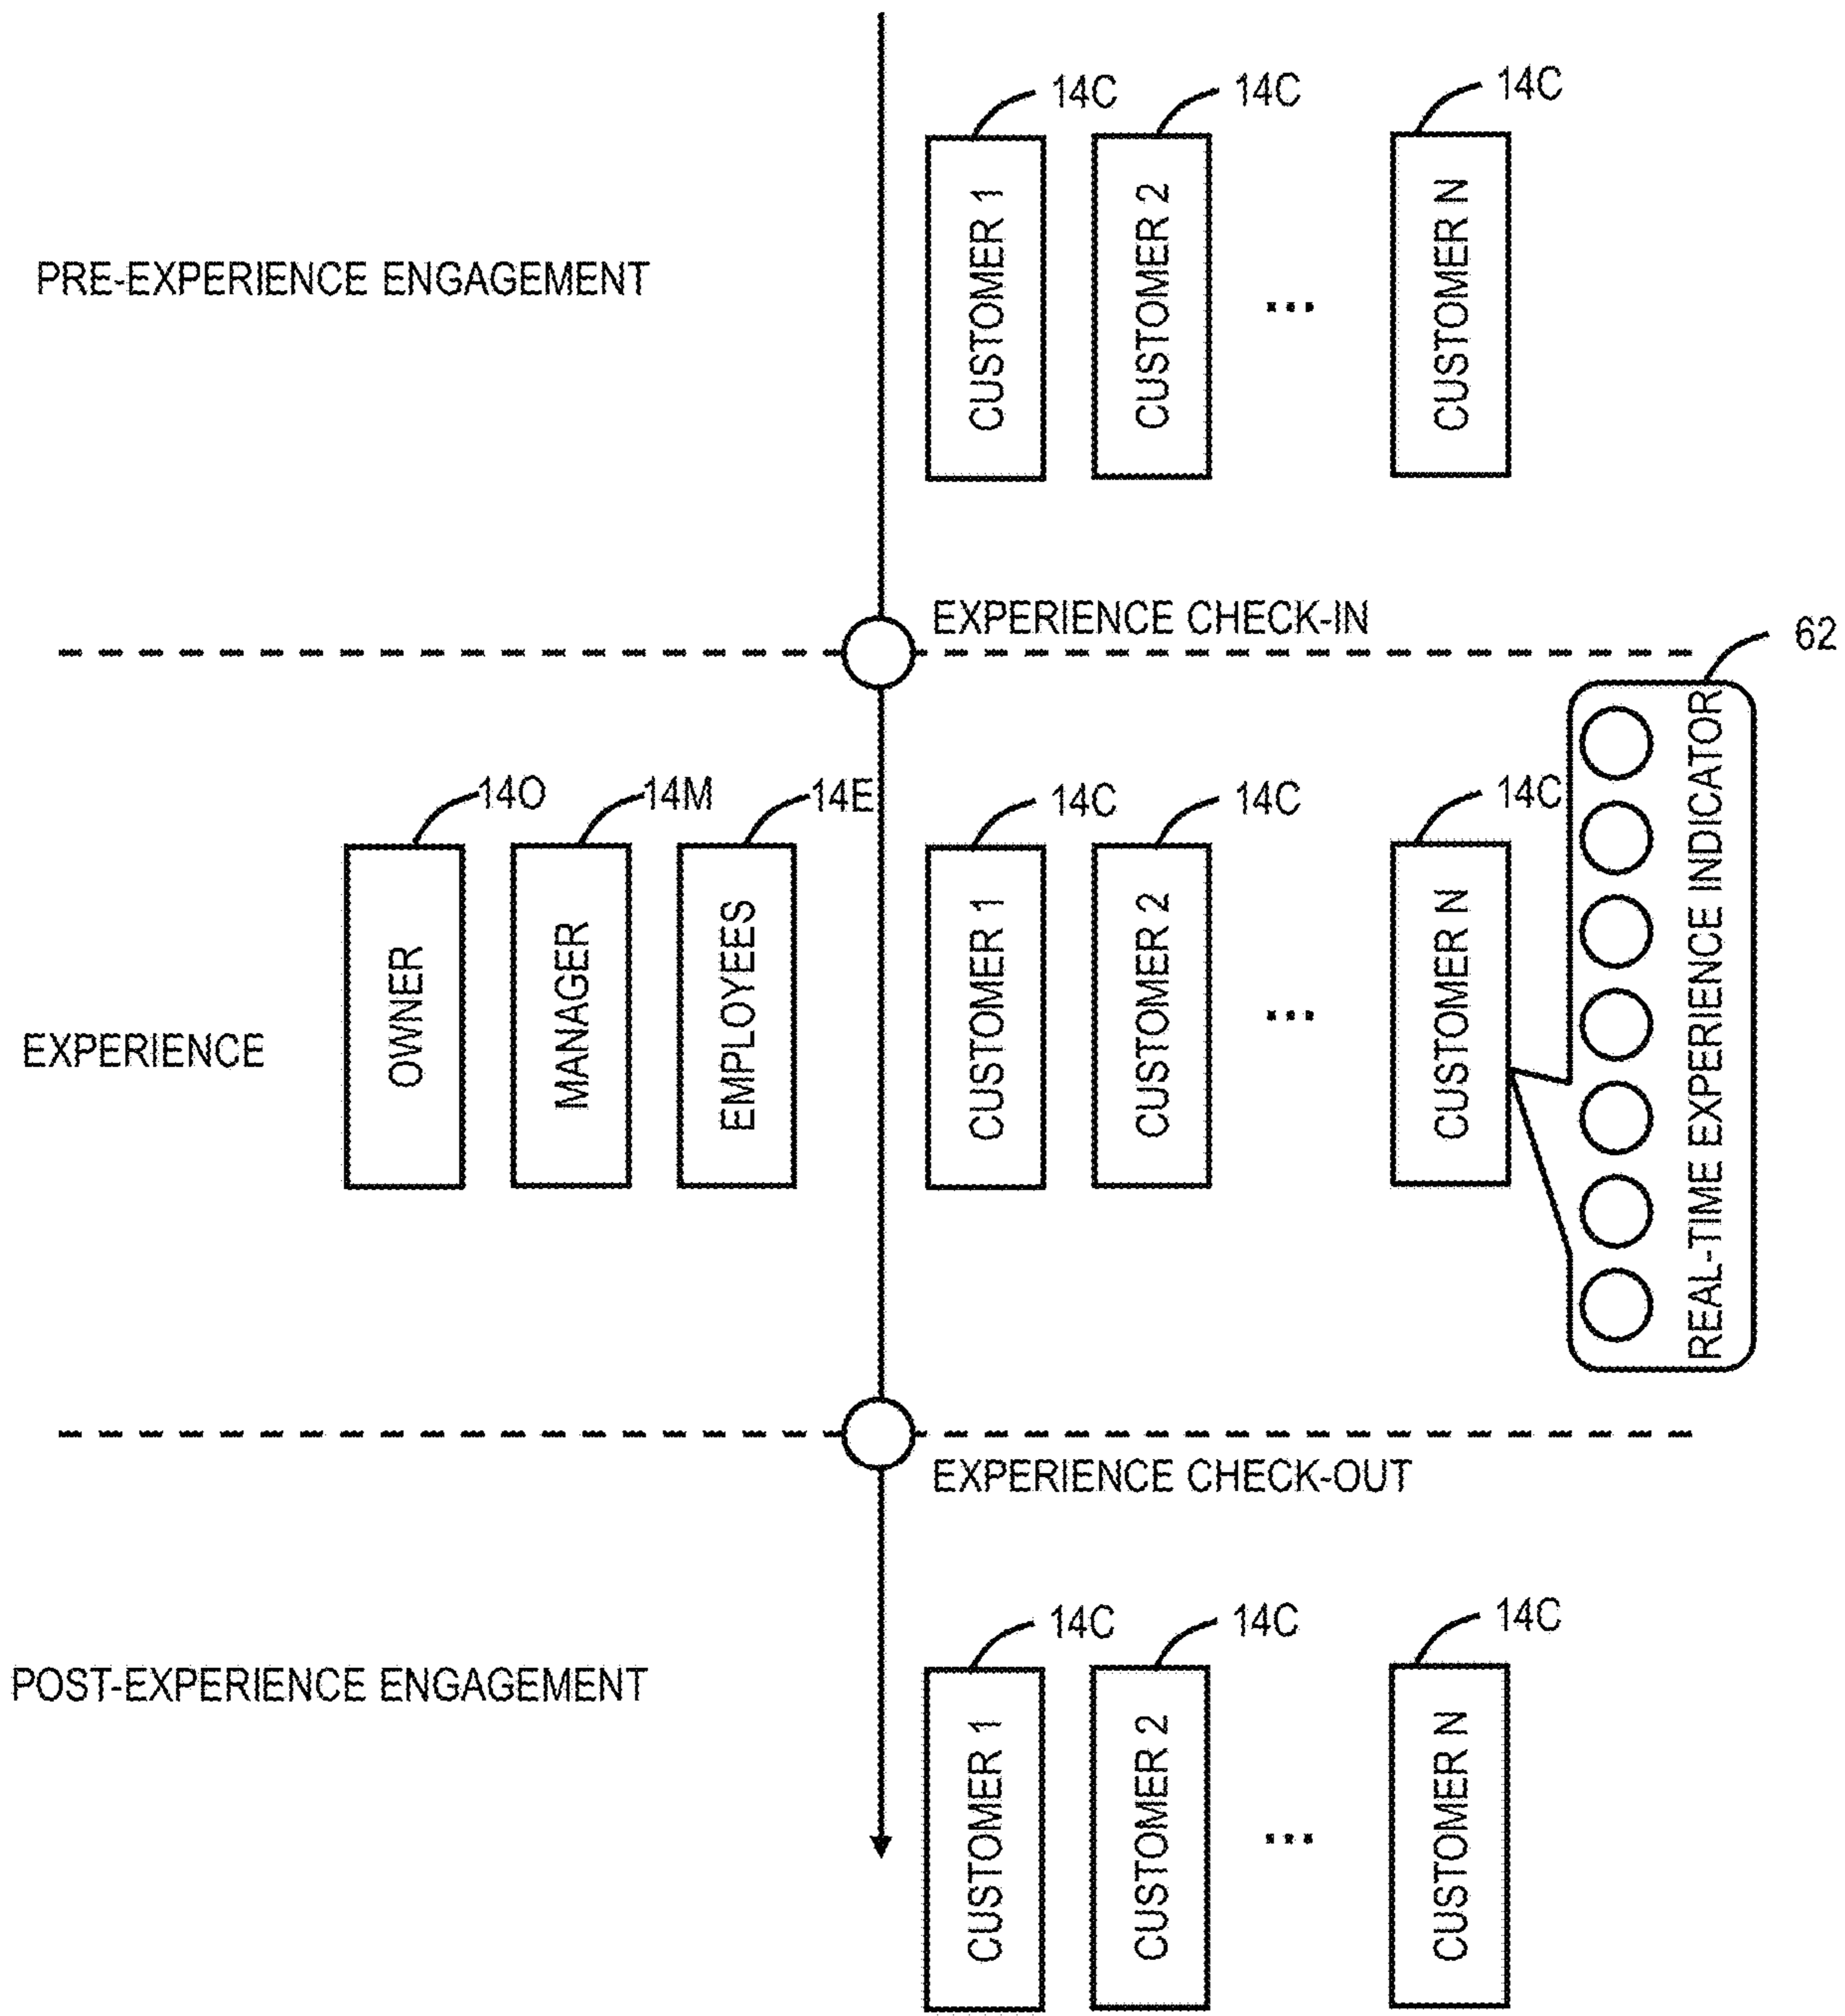 14C
14C
14C
CUSTOMER 1
CUSTOMER 2
...
CUSTOMER N
PRE-EXPERIENCE ENGAGEMENT
EXPERIENCE CHECK-IN
62
14O
14M
14E
14C
14C
14C
OWNER
MANAGER
EMPLOYEES
CUSTOMER 1
CUSTOMER 2
...
CUSTOMER N
REAL-TIME EXPERIENCE INDICATOR
EXPERIENCE
EXPERIENCE CHECK-OUT
14C
14C
14C
POST-EXPERIENCE ENGAGEMENT
CUSTOMER 1
CUSTOMER 2
...
CUSTOMER N